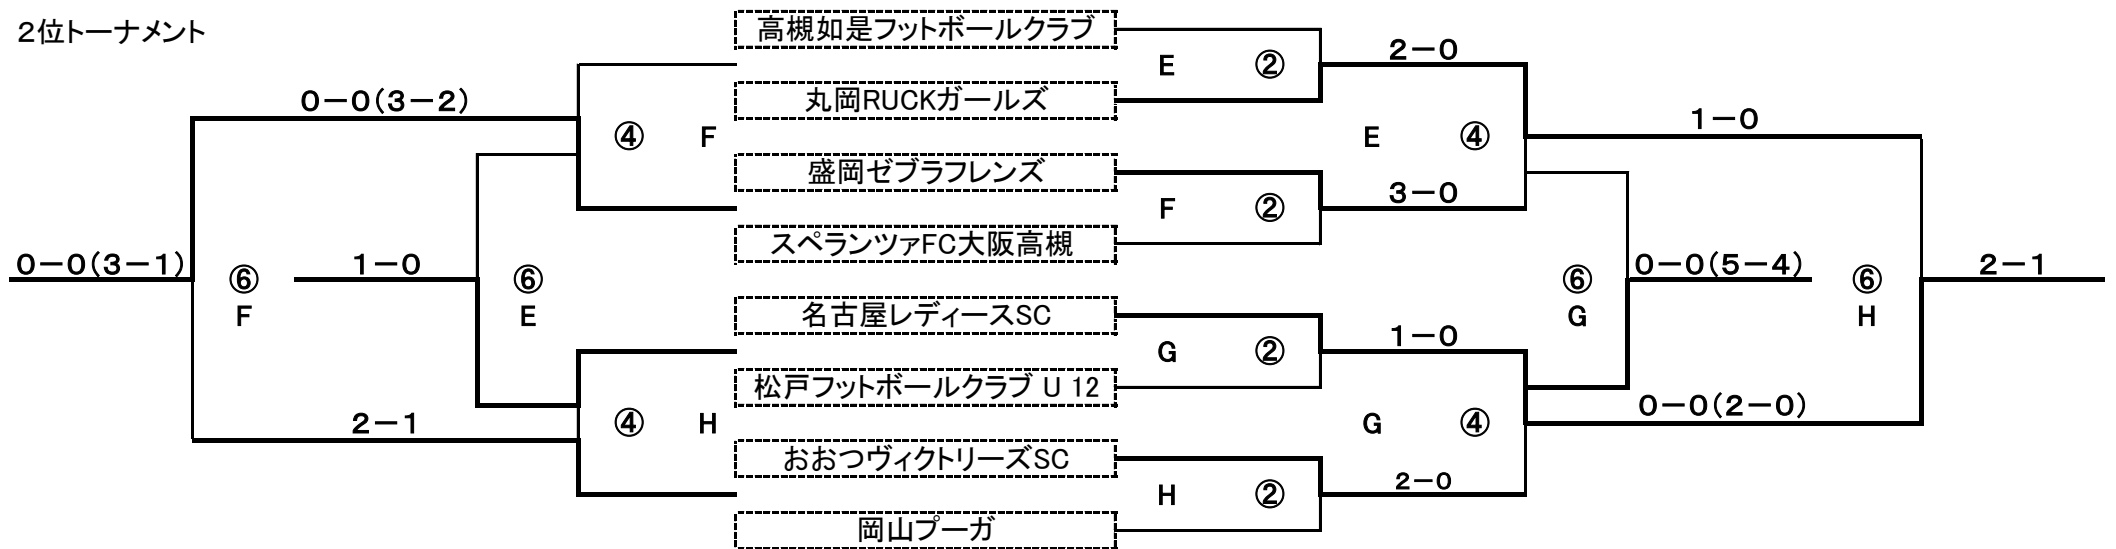 ２位トーナメント
高槻如是フットボールクラブ
E ②
２－０
丸岡RUCKガールズ
０－０(３－２)
１－０
④ F
E ④
盛岡ゼブラフレンズ
３－０
F ②
スペランツァFC大阪高槻
０－０(３－１)
⑥
F
１－０
⑥
E
⑥
G
０－０(５－４)
⑥
H
２－１
名古屋レディースSC
１－０
G ②
松戸フットボールクラブ U 12
０－０(２－０)
２－１
④ H
G ④
おおつヴィクトリーズSC
２－０
H ②
岡山プーガ